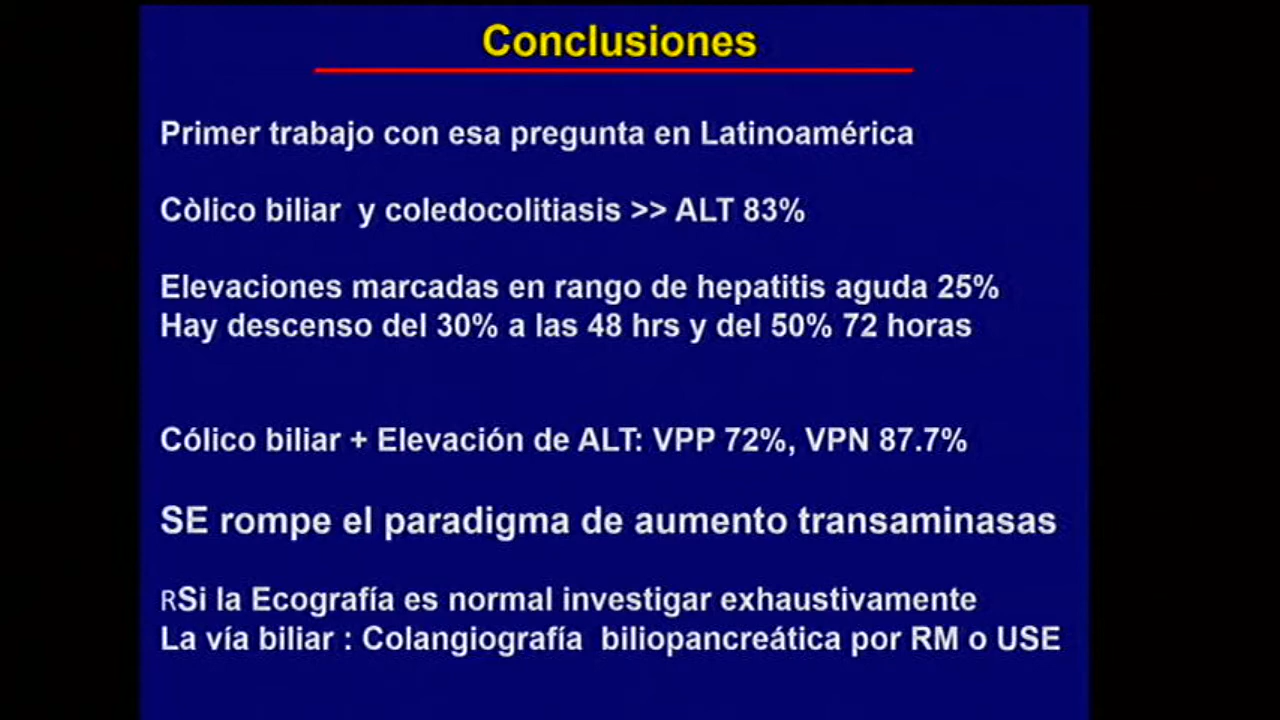 Conclusiones
Primer trabajo con esa pregunta en Latinoamérica
Còlico biliar y coledocolitiasis >> ALT 83%
Elevaciones marcadas en rango de hepatitis aguda 25%
Hay descenso del 30% a las 48 hrs y del 50% 72 horas
Cólico biliar + Elevación de ALT: VPP 72%, VPN 87.7%
SE rompe el paradigma de aumento transaminasas
RSi la Ecografía es normal investigar exhaustivamente
La vía biliar : Colangiografía biliopancreática por RM o USE